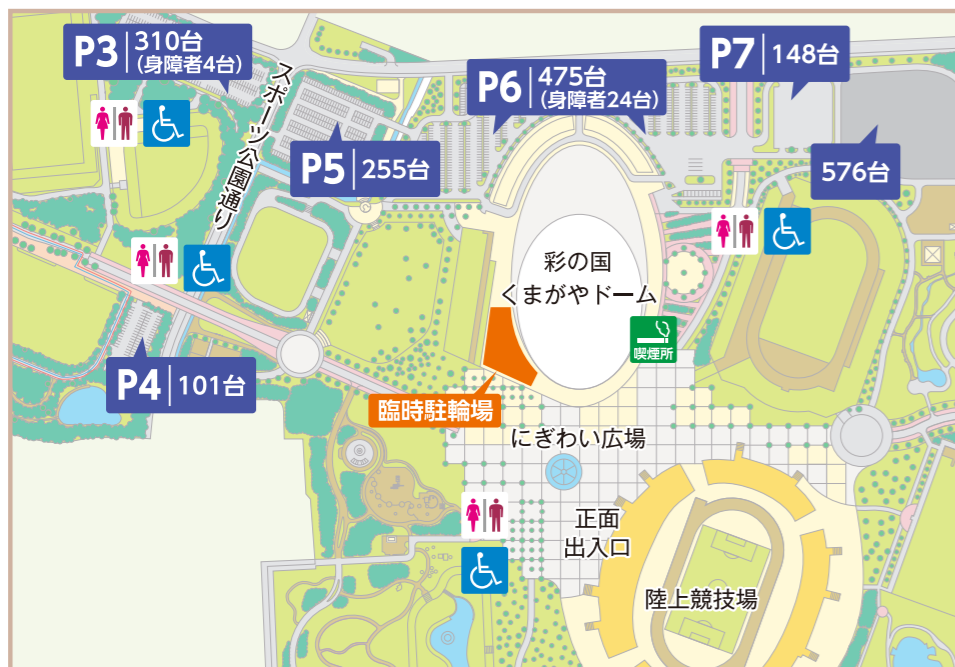 P3 310台
(身障者4台)
スポーツ公園通り
P5 255台
P6 475台
(身障者24台)
P7 148台
576台
彩の国
くまがやドーム
喫煙所
P4 101台
臨時駐輪場
にぎわい広場
正面
出入口
陸上競技場